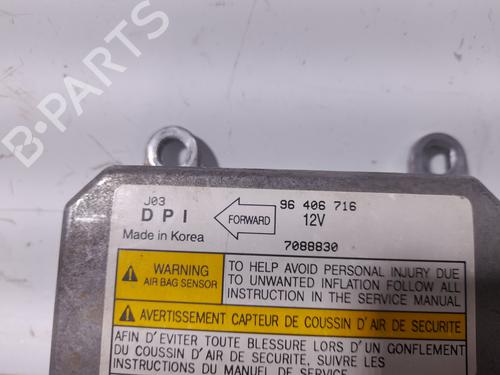 B-PARTS
J03
DPI
FORWARD
96 406 716
12V
Made in Korea
7088830
WARNING
AIR BAG SENSOR
TO HELP AVOID PERSONAL INJURY DUE
TO UNWANTED INFLATION FOLLOW ALL
INSTRUCTION IN THE SERVICE MANUAL
AVERTISSEMENT CAPTEUR DE COUSSIN D'AIR DE SECURITE
AFIN D'EVITER TOUTE BLESSURE LORS D'UN GONFLEMENT
DU COUSSIN D'AIR DE SECURITE, SUIVRE LES
INSTRUCTIONS DU MANUEL DE SERVICE.